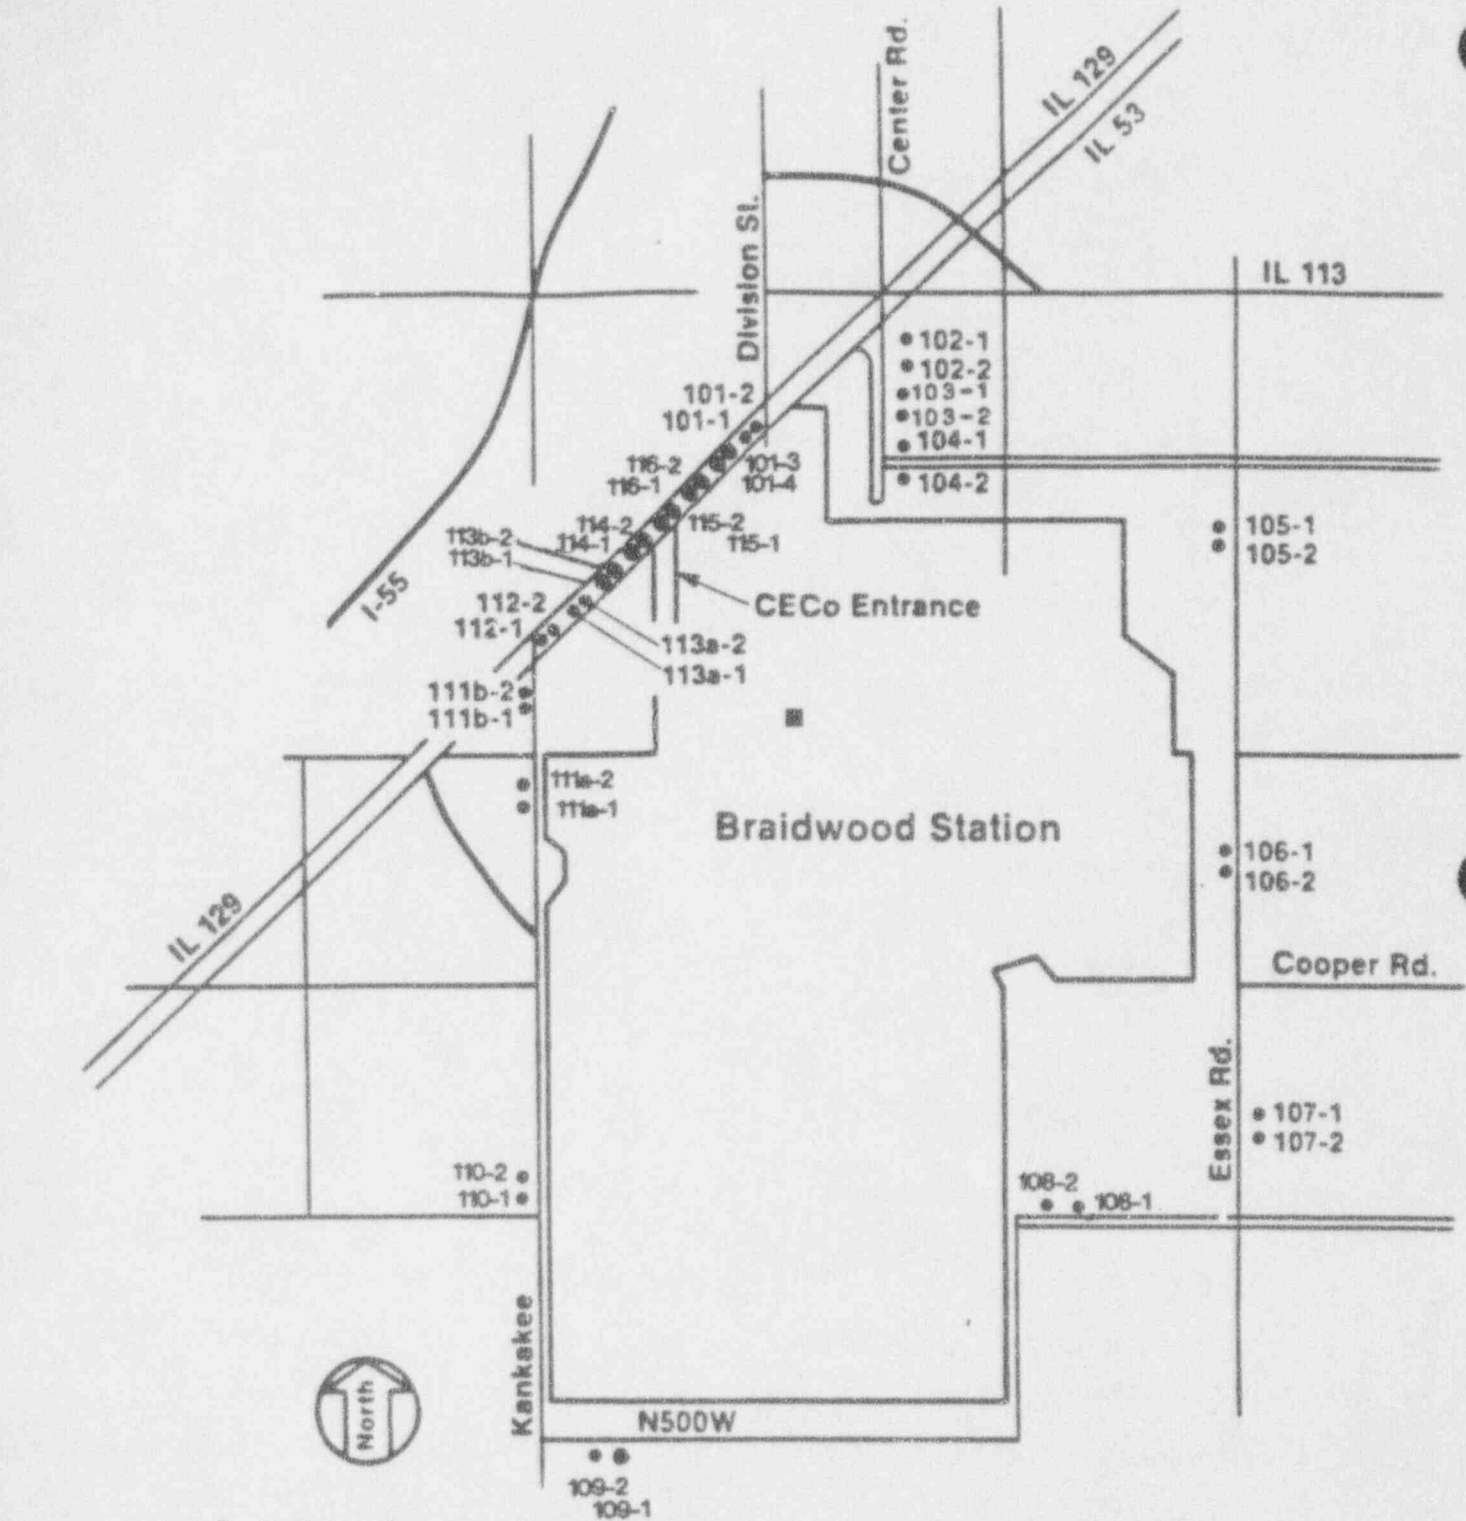 Center Rd.
IL 129
IL 53
Division St.
IL 113
102-1
102-2
103-1
103-2
104-1
104-2
101-2
101-1
101-3
101-4
116-2
116-1
115-2
115-1
114-2
114-1
113b-2
113b-1
105-1
105-2
I-55
CECo Entrance
112-2
112-1
113a-2
113a-1
111b-2
111b-1
111a-2
111a-1
Braidwood Station
106-1
106-2
IL 129
Cooper Rd.
Essex Rd.
107-1
107-2
110-2
110-1
108-2
108-1
Kankakee
North
N500W
109-2
109-1